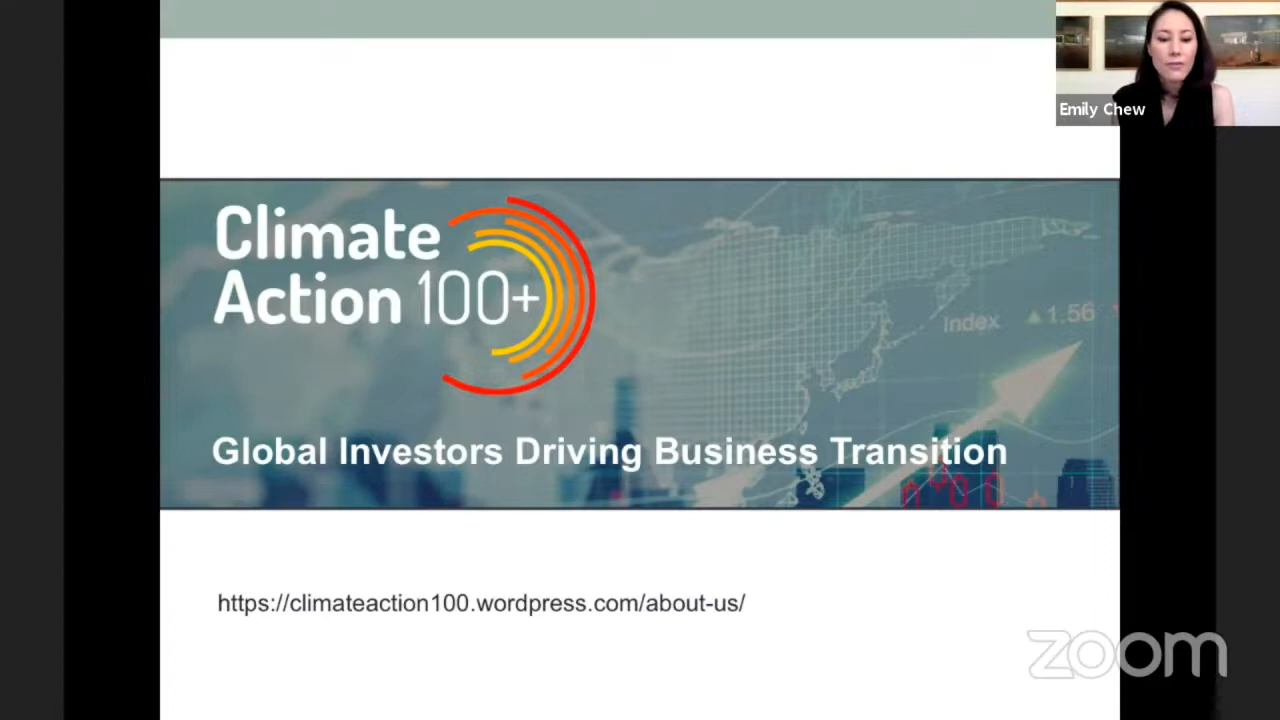 Emily Chew
Climate
Action 100+
Index ▲1.56
Global Investors Driving Business Transition
https://climateaction100.wordpress.com/about-us/
zoom